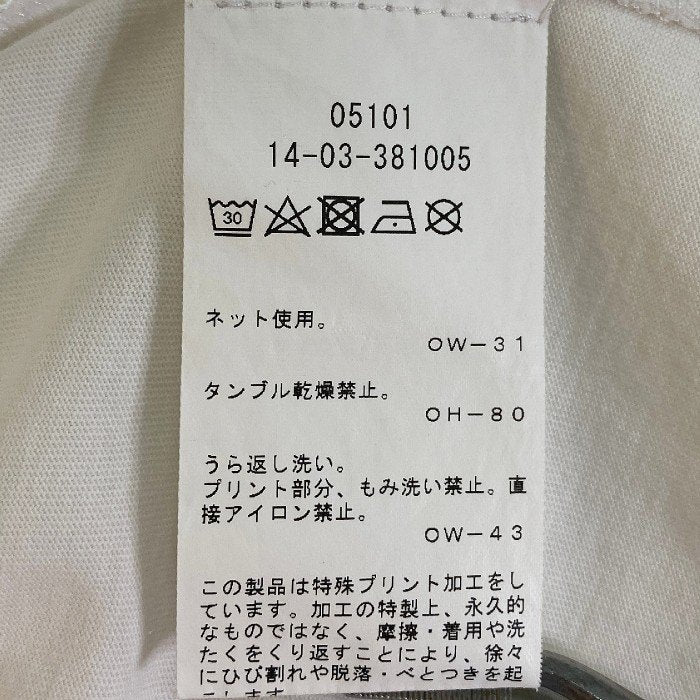 05101
14-03-381005
30
ネット使用。
OW-31
タンブル乾燥禁止。
OH-80
うら返し洗い。
プリント部分、もみ洗い禁止。直
接アイロン禁止。
OW-43
この製品は特殊プリント加工をし
ています。加工の特製上、永久的
なものではなく、摩擦・着用や洗
たくをくり返すことにより、徐々
にひび割れや脱落・べとつきを起
こします。